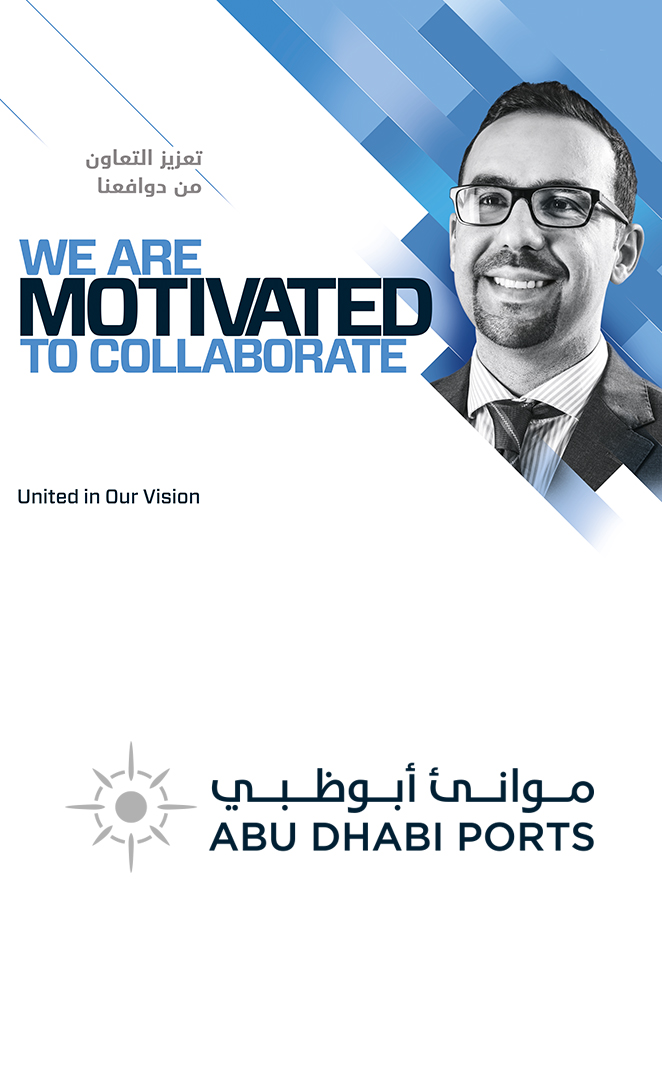 تعزيز التعاون
من دوافعنا
WE ARE
MOTIVATED
TO COLLABORATE
United in Our Vision
موانئ أبوظبي
ABU DHABI PORTS